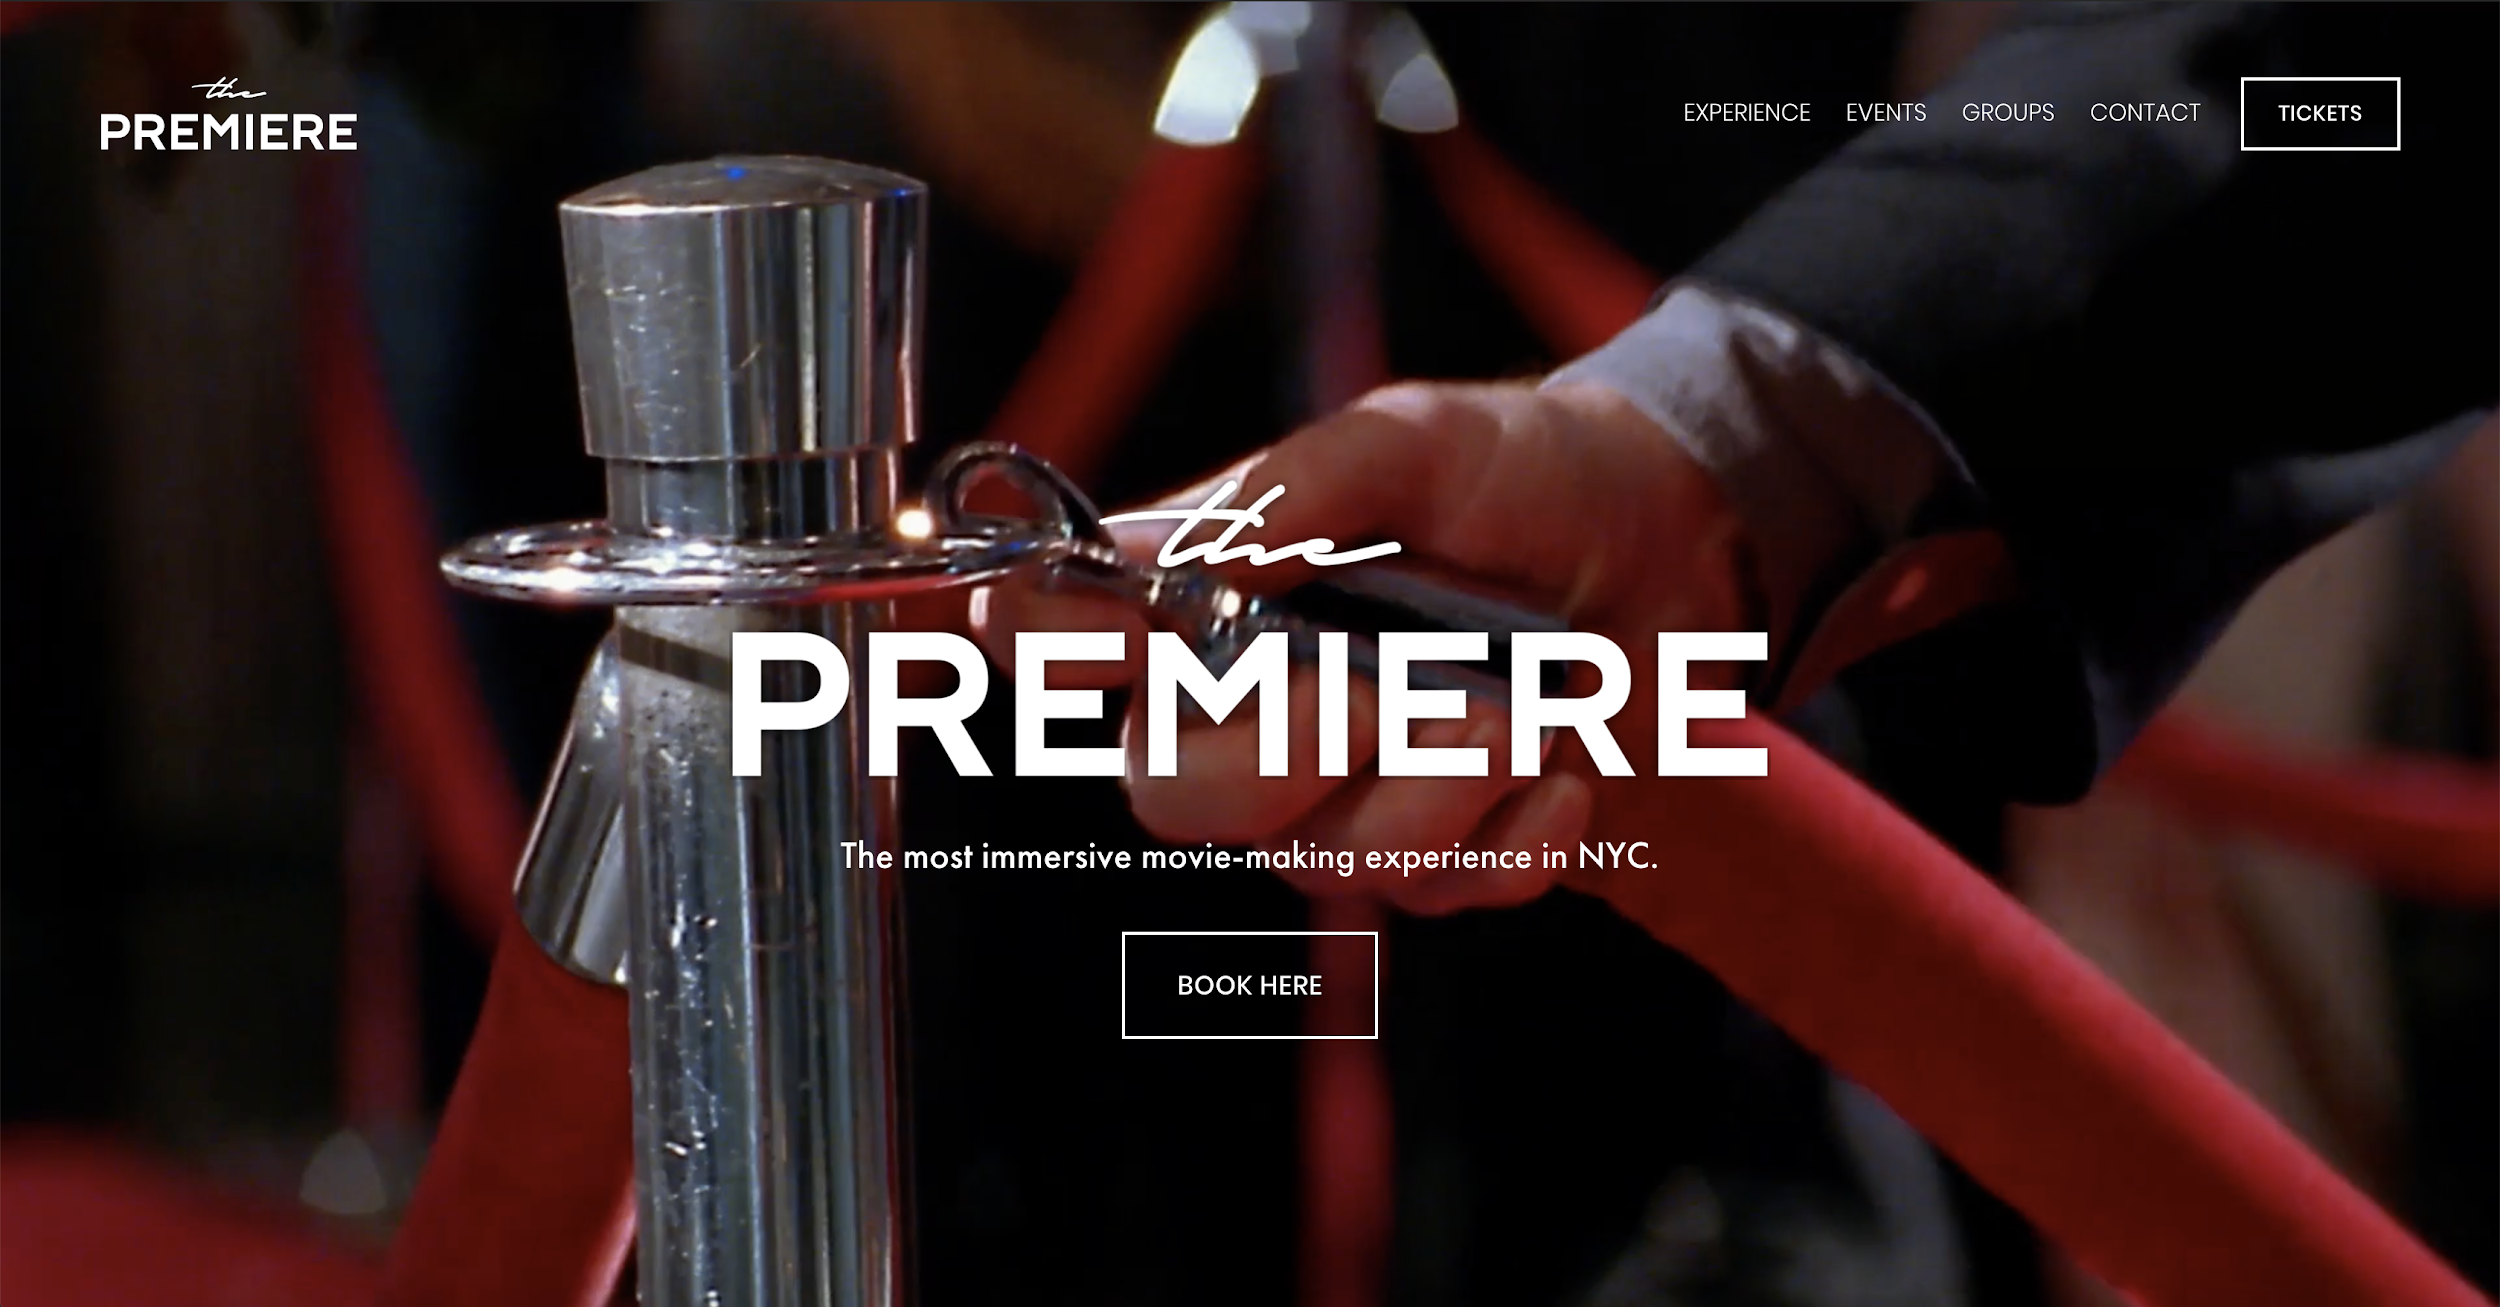 the
PREMIERE
EXPERIENCE EVENTS GROUPS CONTACT TICKETS
the
PREMIERE
The most immersive movie-making experience in NYC.
BOOK HERE